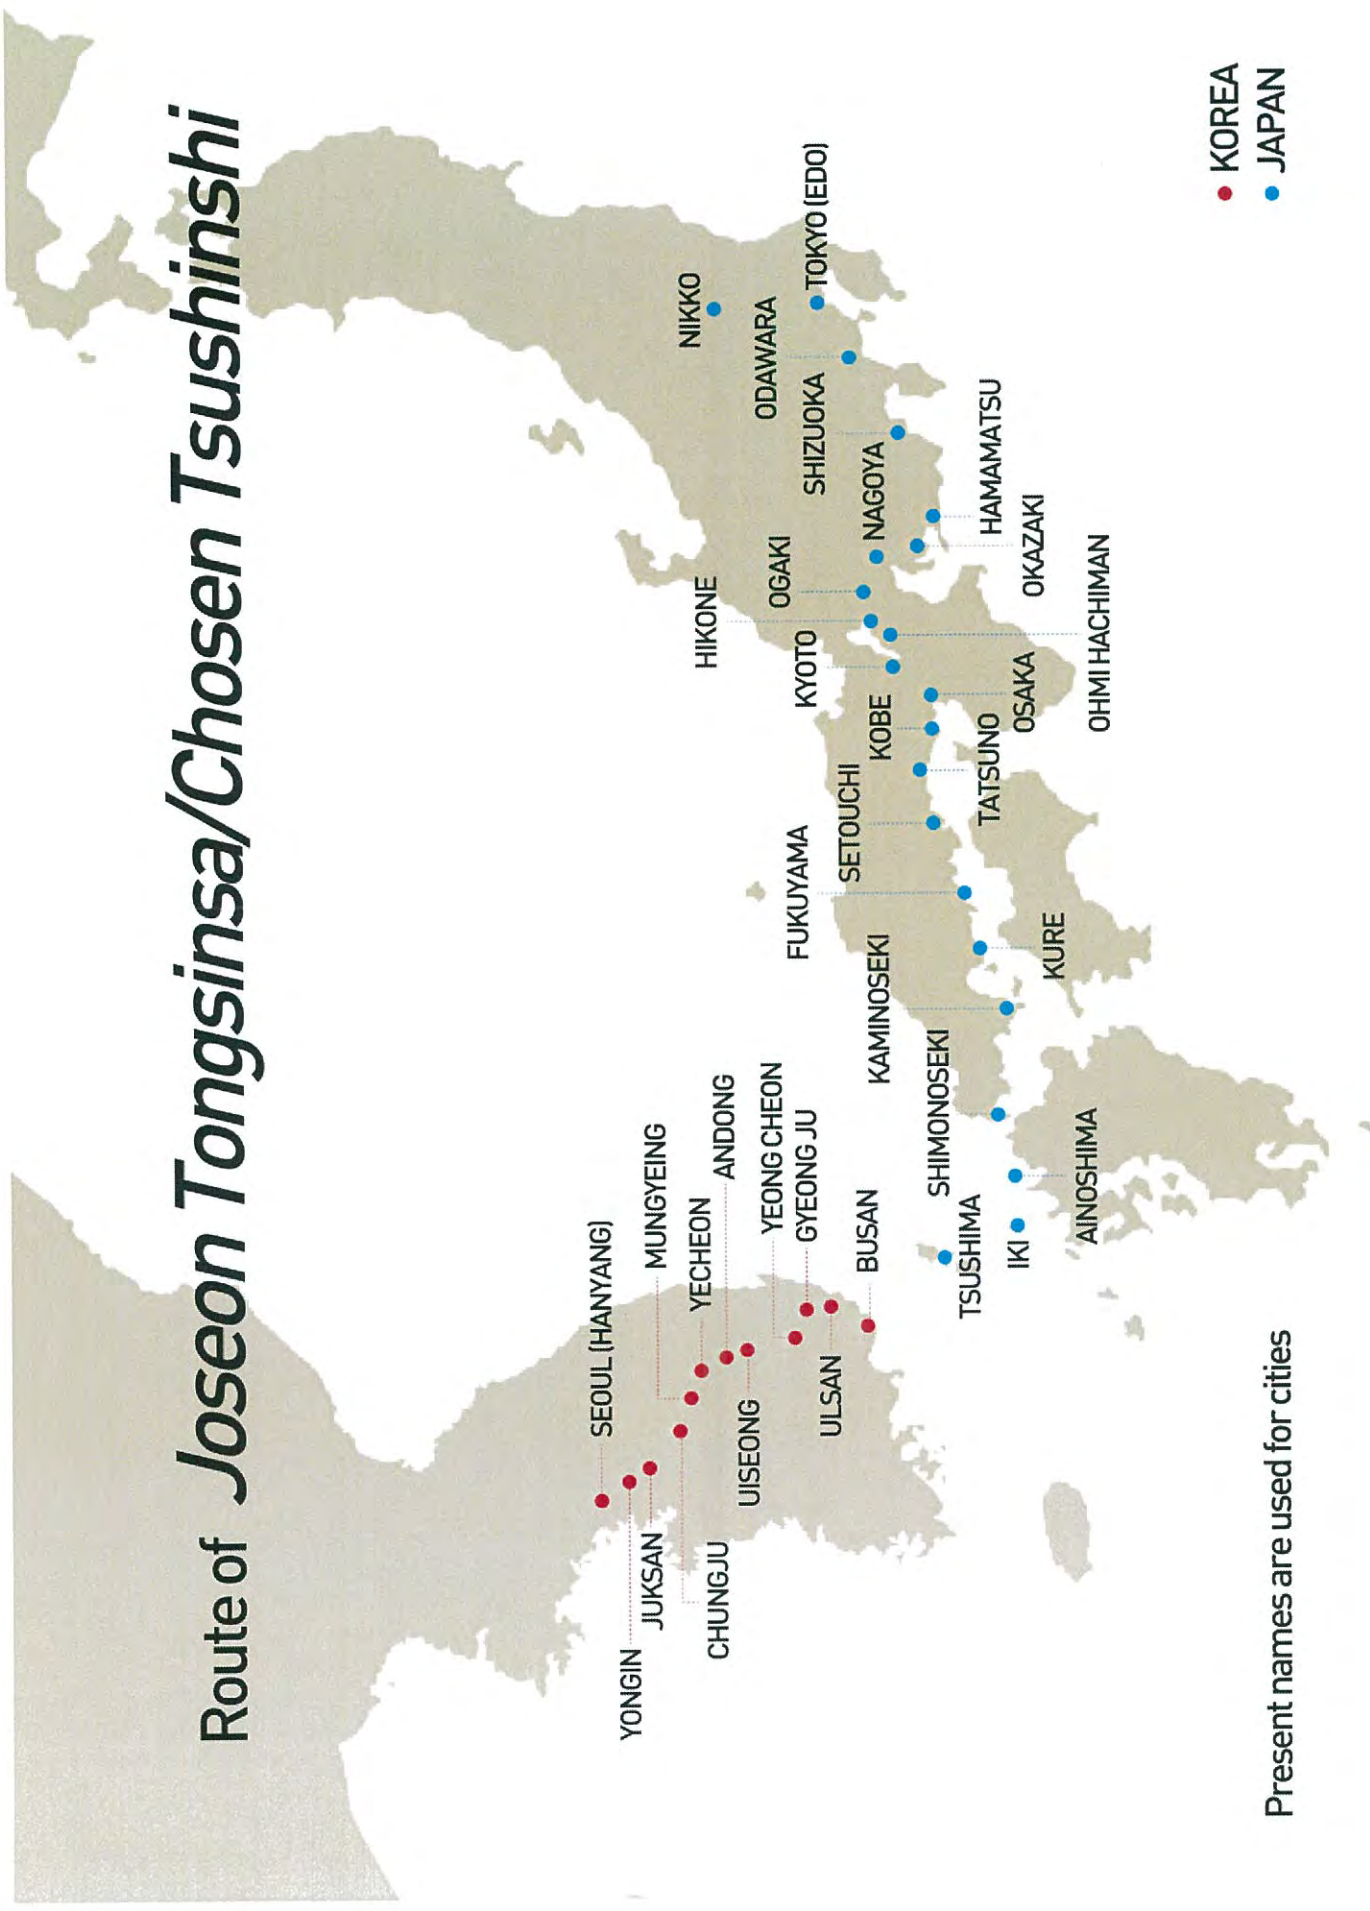 Route of Joseon Tongsinsa/Chosen Tsushinshi
SEOUL (HANYANG)
YONGIN
JUKSAN
CHUNGJU
MUNGYEING
YECHEON
ANDONG
UISEONG
YEONG CHEON
GYEONG JU
ULSAN
BUSAN
TSUSHIMA
IKI
AINOSHIMA
SHIMONOSEKI
KAMINOSEKI
KURE
FUKUYAMA
SETOUCHI
TATSUNO
KOBE
OSAKA
KYOTO
OHMI HACHIMAN
HIKONE
OGAKI
NAGOYA
OKAZAKI
HAMAMATSU
SHIZUOKA
ODAWARA
TOKYO (EDO)
NIKKO
KOREA
JAPAN
Present names are used for cities